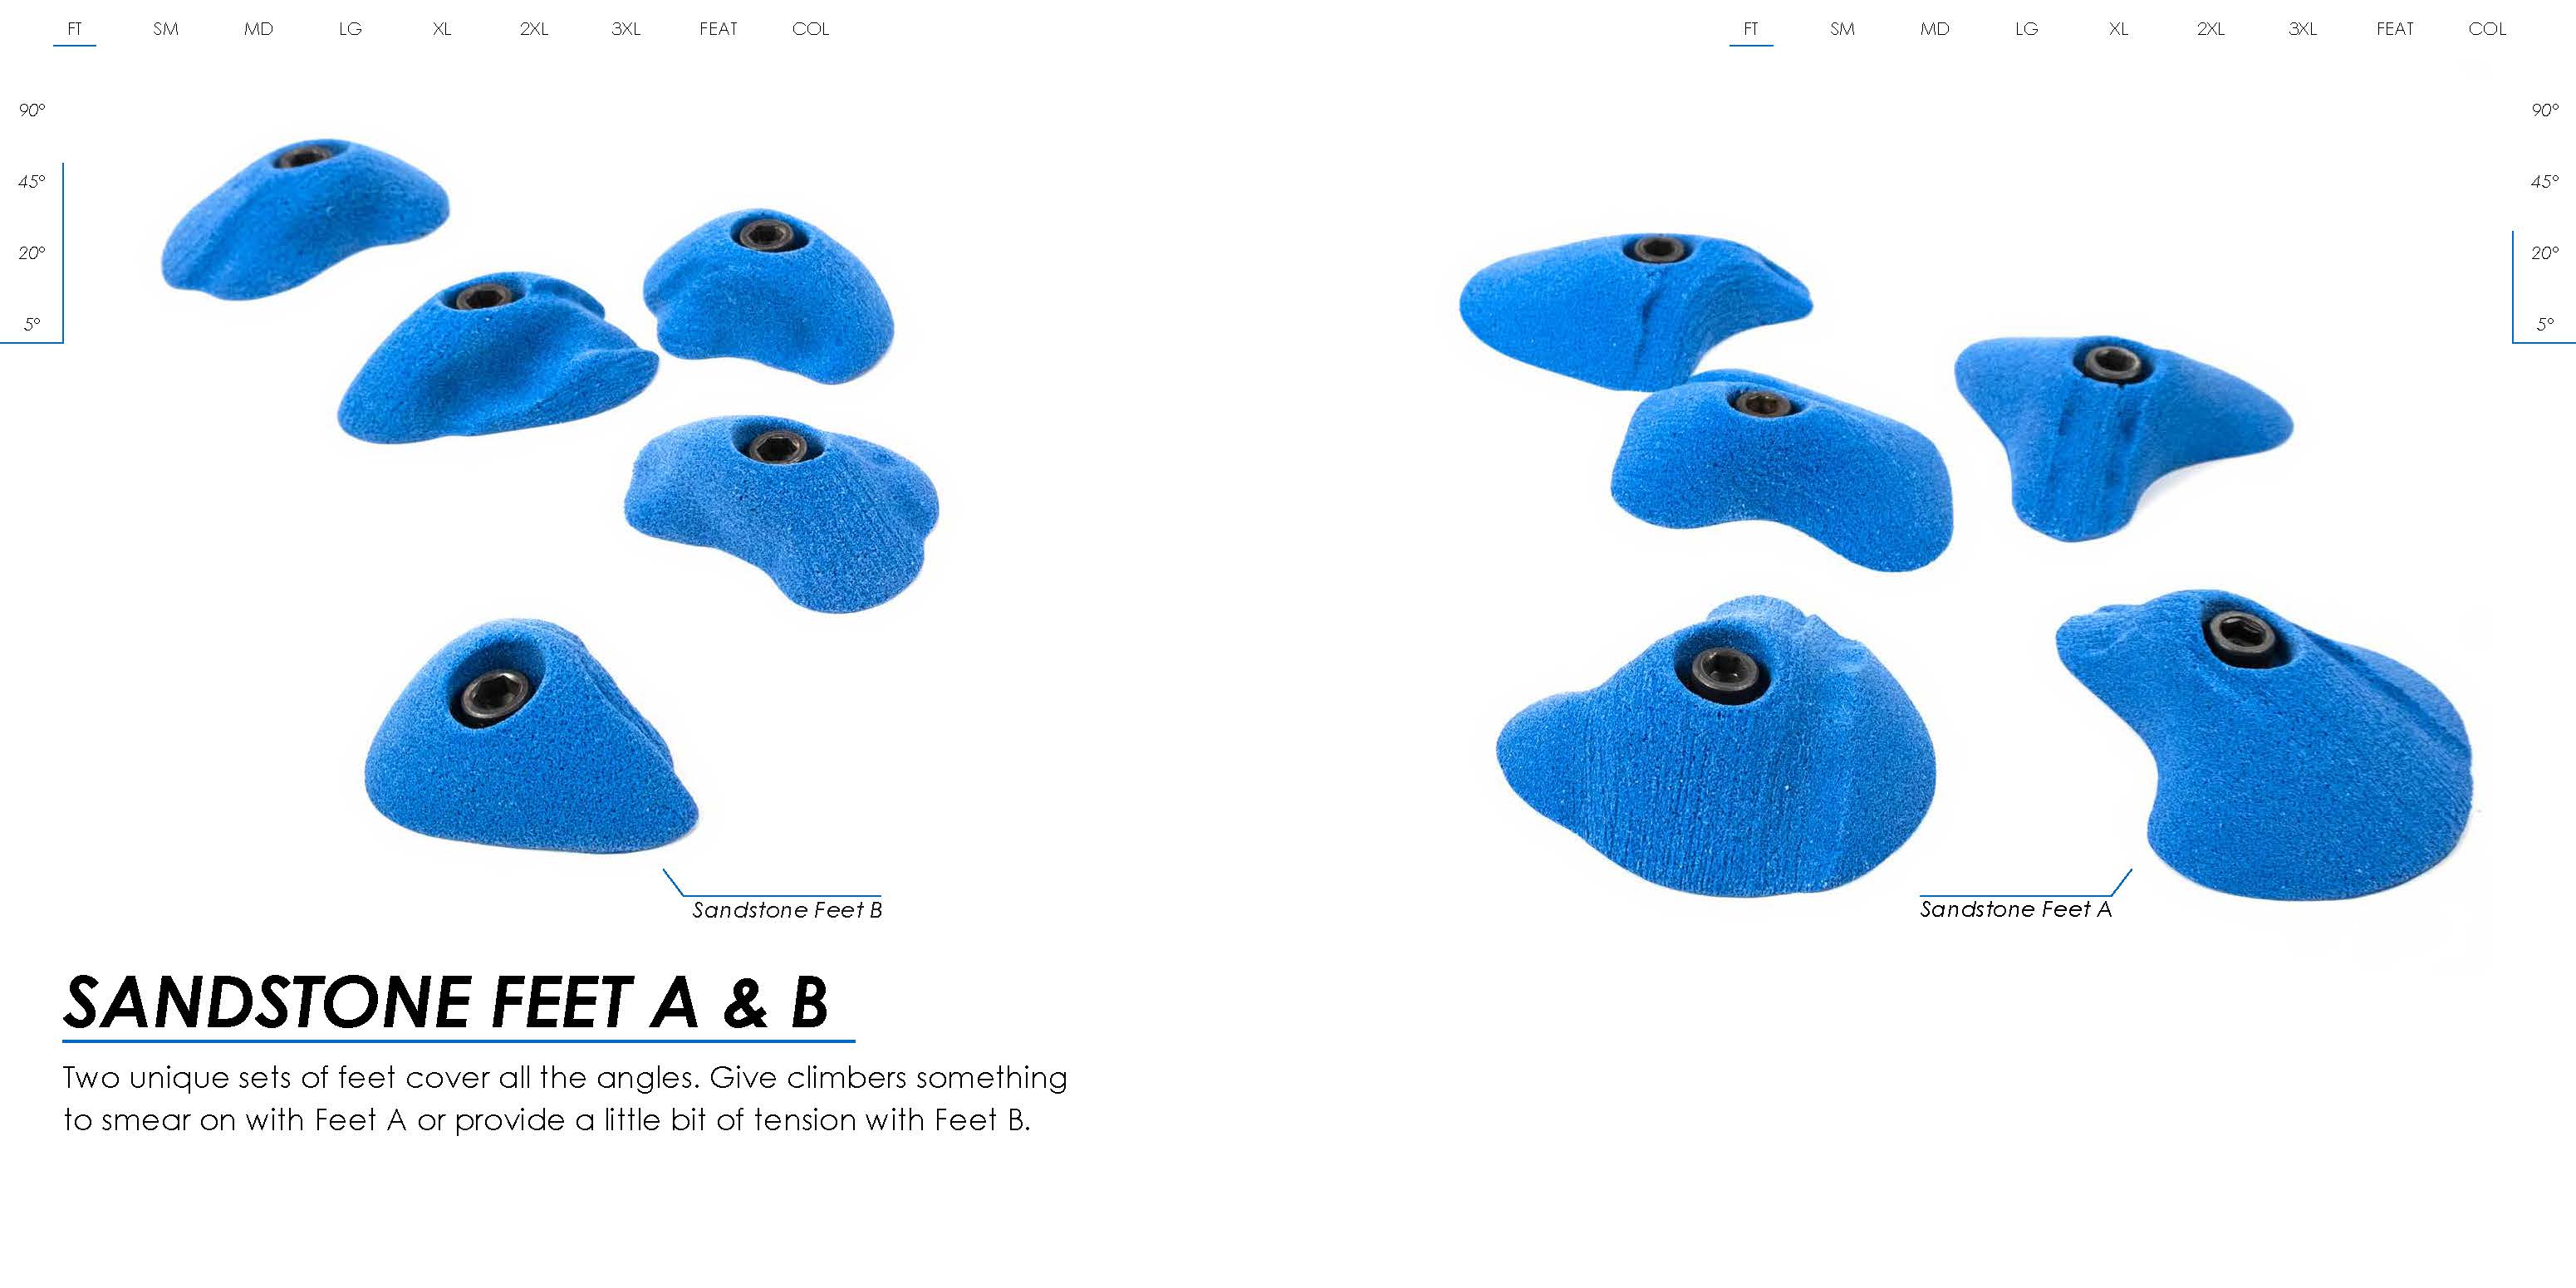 FT SM MD LG XL 2XL 3XL FEAT COL
FT SM MD LG XL 2XL 3XL FEAT COL
90°
45°
20°
5°
90°
45°
20°
5°
Sandstone Feet B
Sandstone Feet A
SANDSTONE FEET A & B
Two unique sets of feet cover all the angles. Give climbers something
to smear on with Feet A or provide a little bit of tension with Feet B.